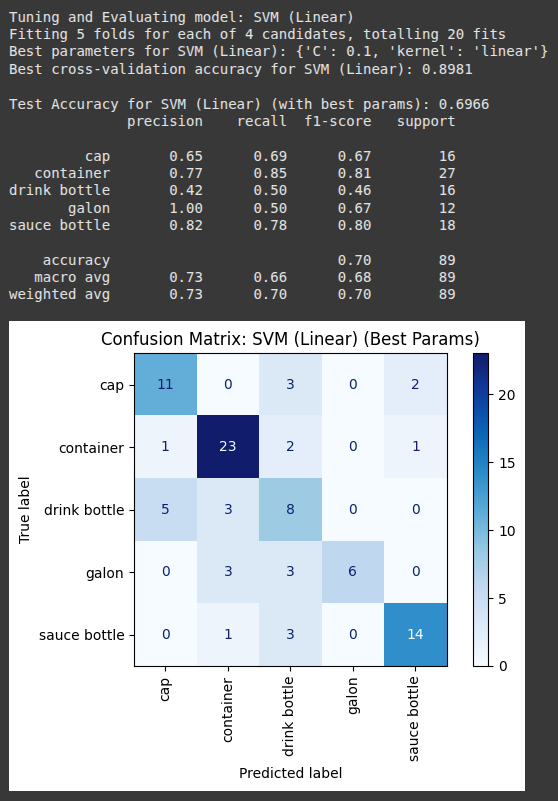 Tuning and Evaluating model: SVM (Linear)
Fitting 5 folds for each of 4 candidates, totalling 20 fits
Best parameters for SVM (Linear): {'C': 0.1, 'kernel': 'linear'}
Best cross-validation accuracy for SVM (Linear): 0.8981
Test Accuracy for SVM (Linear) (with best params): 0.6966
precision recall f1-score support
cap 0.65 0.69 0.67 16
container 0.77 0.85 0.81 27
drink bottle 0.42 0.50 0.46 16
galon 1.00 0.50 0.67 12
sauce bottle 0.82 0.78 0.80 18
accuracy 0.70 89
macro avg 0.73 0.66 0.68 89
weighted avg 0.73 0.70 0.70 89
Confusion Matrix: SVM (Linear) (Best Params)
True label
cap 11 0 3 0 2
container 1 23 2 0 1
drink bottle 5 3 8 0 0
galon 0 3 3 6 0
sauce bottle 0 1 3 0 14
cap
container
drink bottle
galon
sauce bottle
Predicted label
20
15
10
5
0